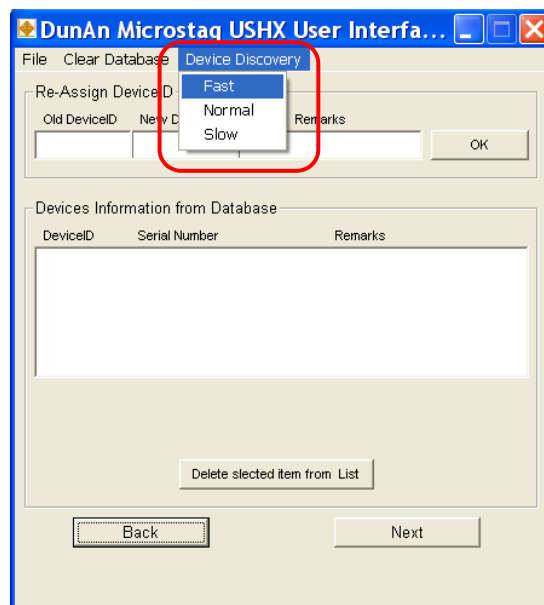 DunAn Microstaq USHX User Interfa...
File Clear Database Device Discovery
Fast
Normal
Slow
Re-Assign DeviceID
Old DeviceID New D Remarks
OK
Devices Information from Database
DeviceID Serial Number Remarks
Delete slected item from List
Back Next